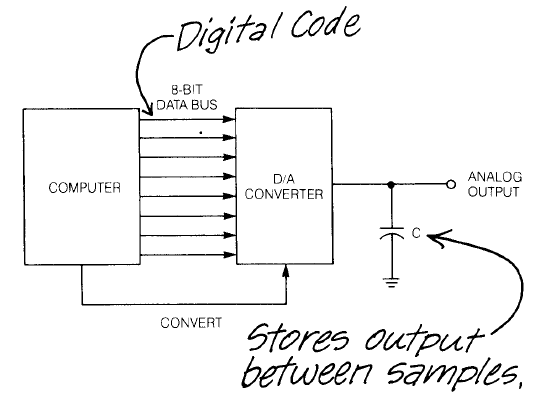 Digital Code
8-BIT
DATA BUS
COMPUTER
D/A
CONVERTER
ANALOG
OUTPUT
C
CONVERT
Stores output
between samples.